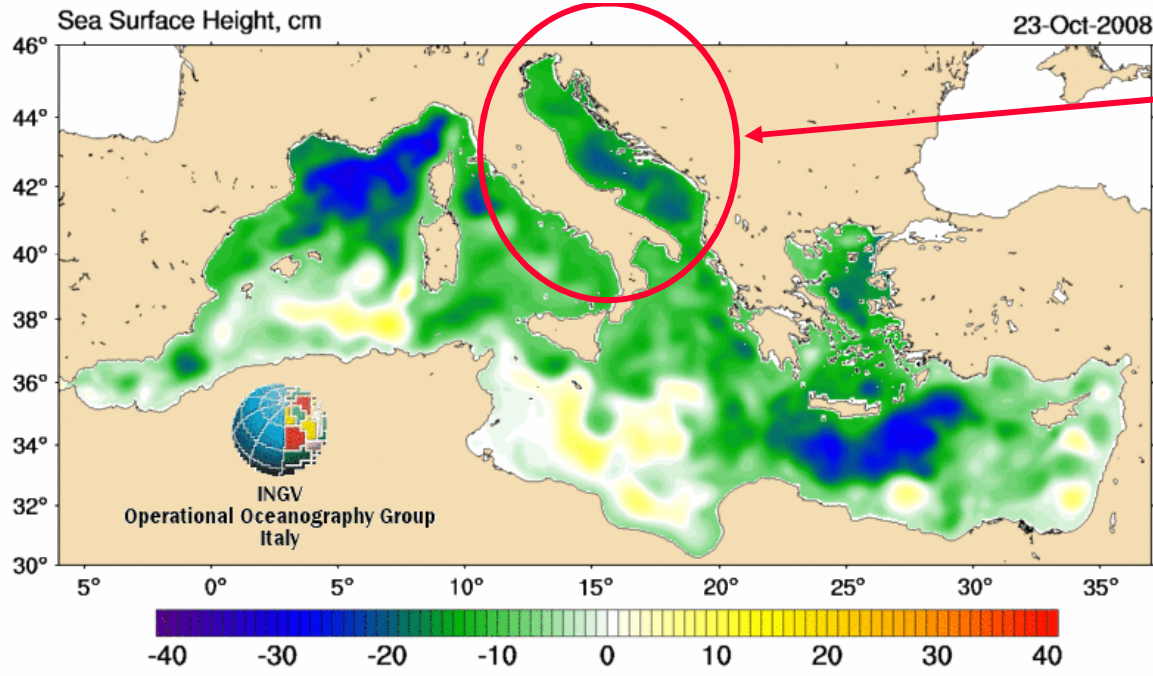 Sea Surface Height, cm
23-Oct-2008
46°
44°
42°
40°
38°
36°
34°
32°
30°
INGV
Operational Oceanography Group
Italy
5° 0° 5° 10° 15° 20° 25° 30° 35°
-40 -30 -20 -10 0 10 20 30 40